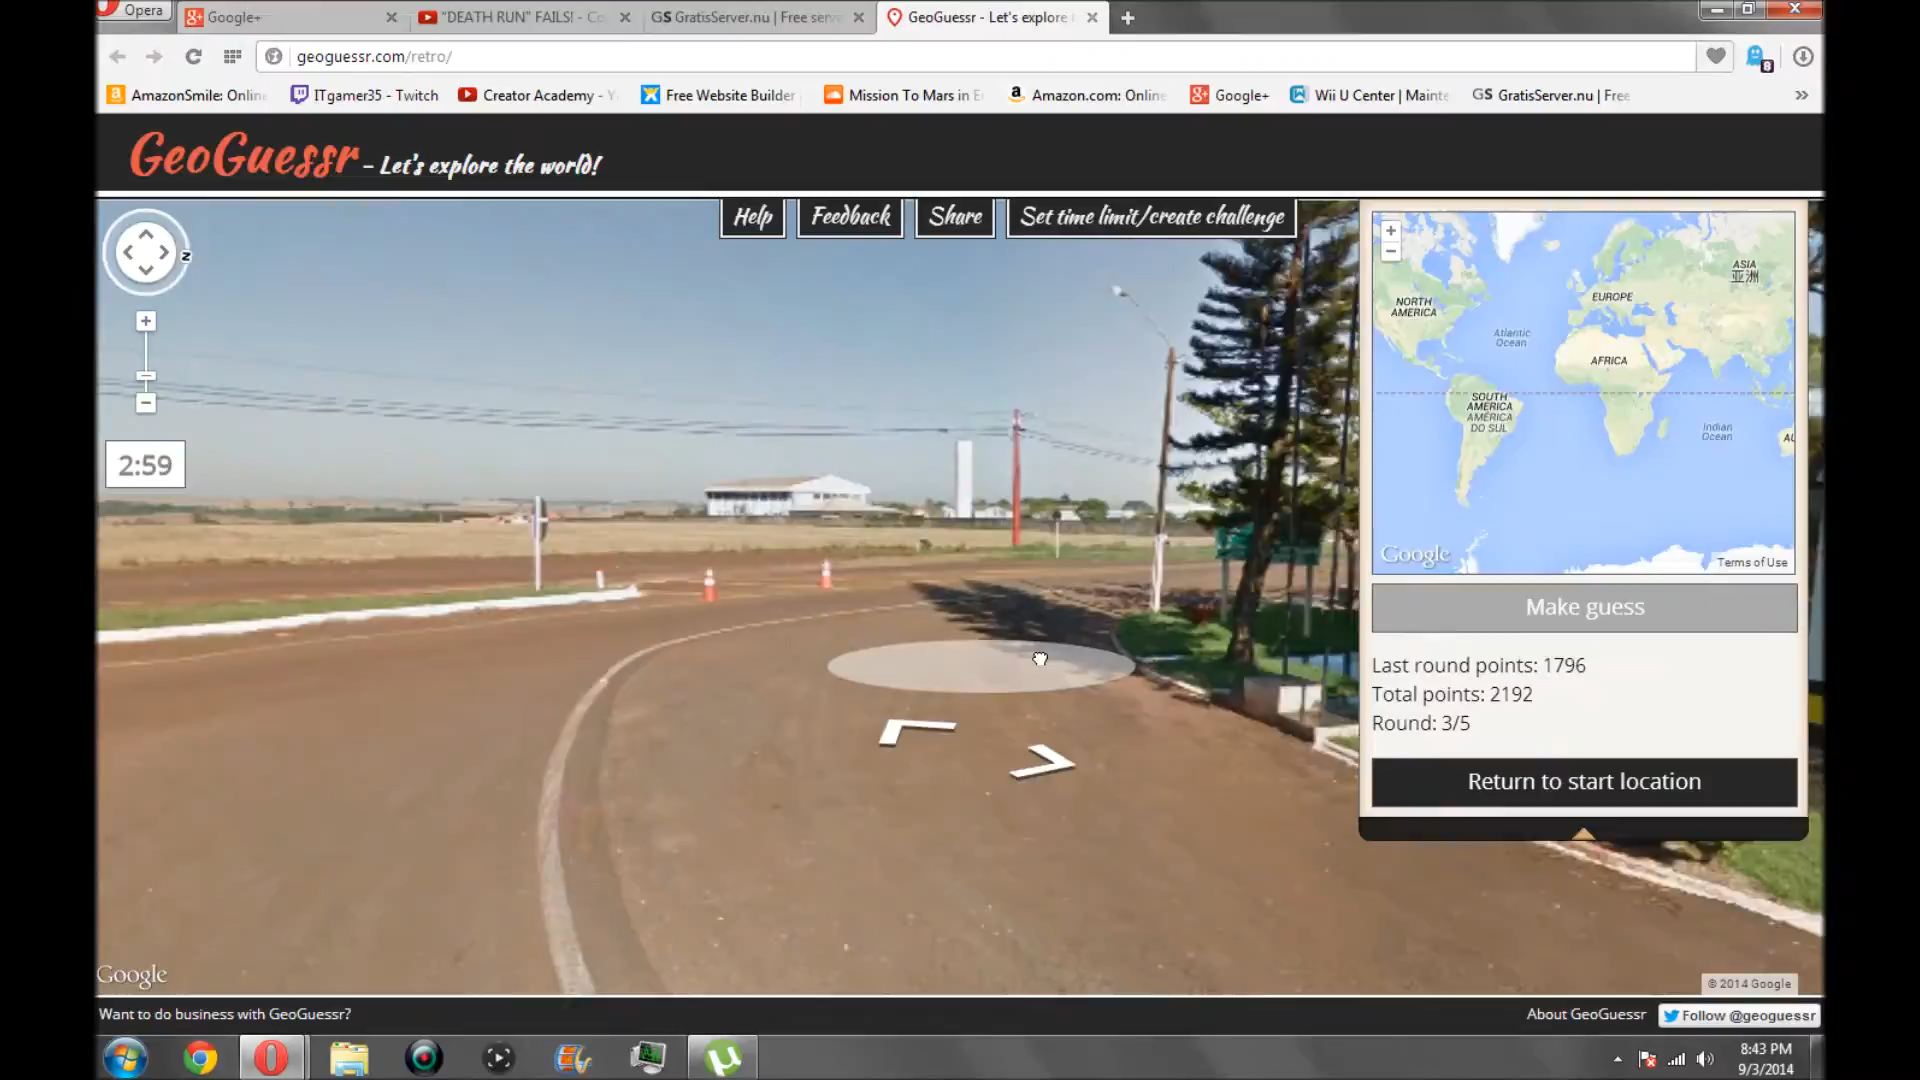 Opera
Google+
"DEATH RUN" FAILS! - Co
GS GratisServer.nu | Free serve
GeoGuessr - Let's explore t
geoguessr.com/retro/
8
AmazonSmile: Online
ITgamer35 - Twitch
Creator Academy - Y
Free Website Builder
Mission To Mars in E
Amazon.com: Online
Google+
Wii U Center | Mainte
GS GratisServer.nu | Free
GeoGuessr - Let's explore the world!
Help
Feedback
Share
Set time limit/create challenge
N
2:59
NORTH
AMERICA
Atlantic
Ocean
EUROPE
ASIA
亚洲
AFRICA
SOUTH
AMERICA
AMÉRICA
DO SUL
Indian
Ocean
AU
Google
Terms of Use
Make guess
Last round points: 1796
Total points: 2192
Round: 3/5
Return to start location
Google
© 2014 Google
Want to do business with GeoGuessr?
About GeoGuessr
Follow @geoguessr
8:43 PM
9/3/2014